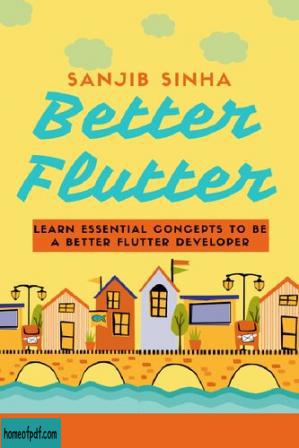 SANJIB SINHA
Better
Flutter
LEARN ESSENTIAL CONCEPTS TO BE
A BETTER FLUTTER DEVELOPER
homeofpdf.com